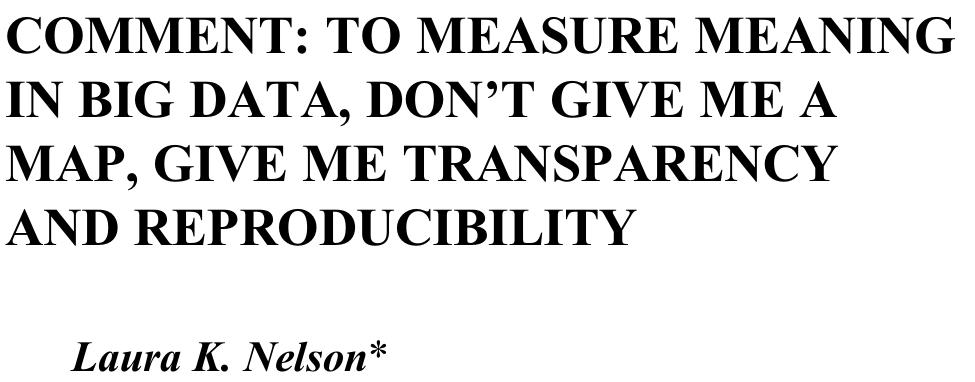 COMMENT: TO MEASURE MEANING
IN BIG DATA, DON’T GIVE ME A
MAP, GIVE ME TRANSPARENCY
AND REPRODUCIBILITY
Laura K. Nelson*